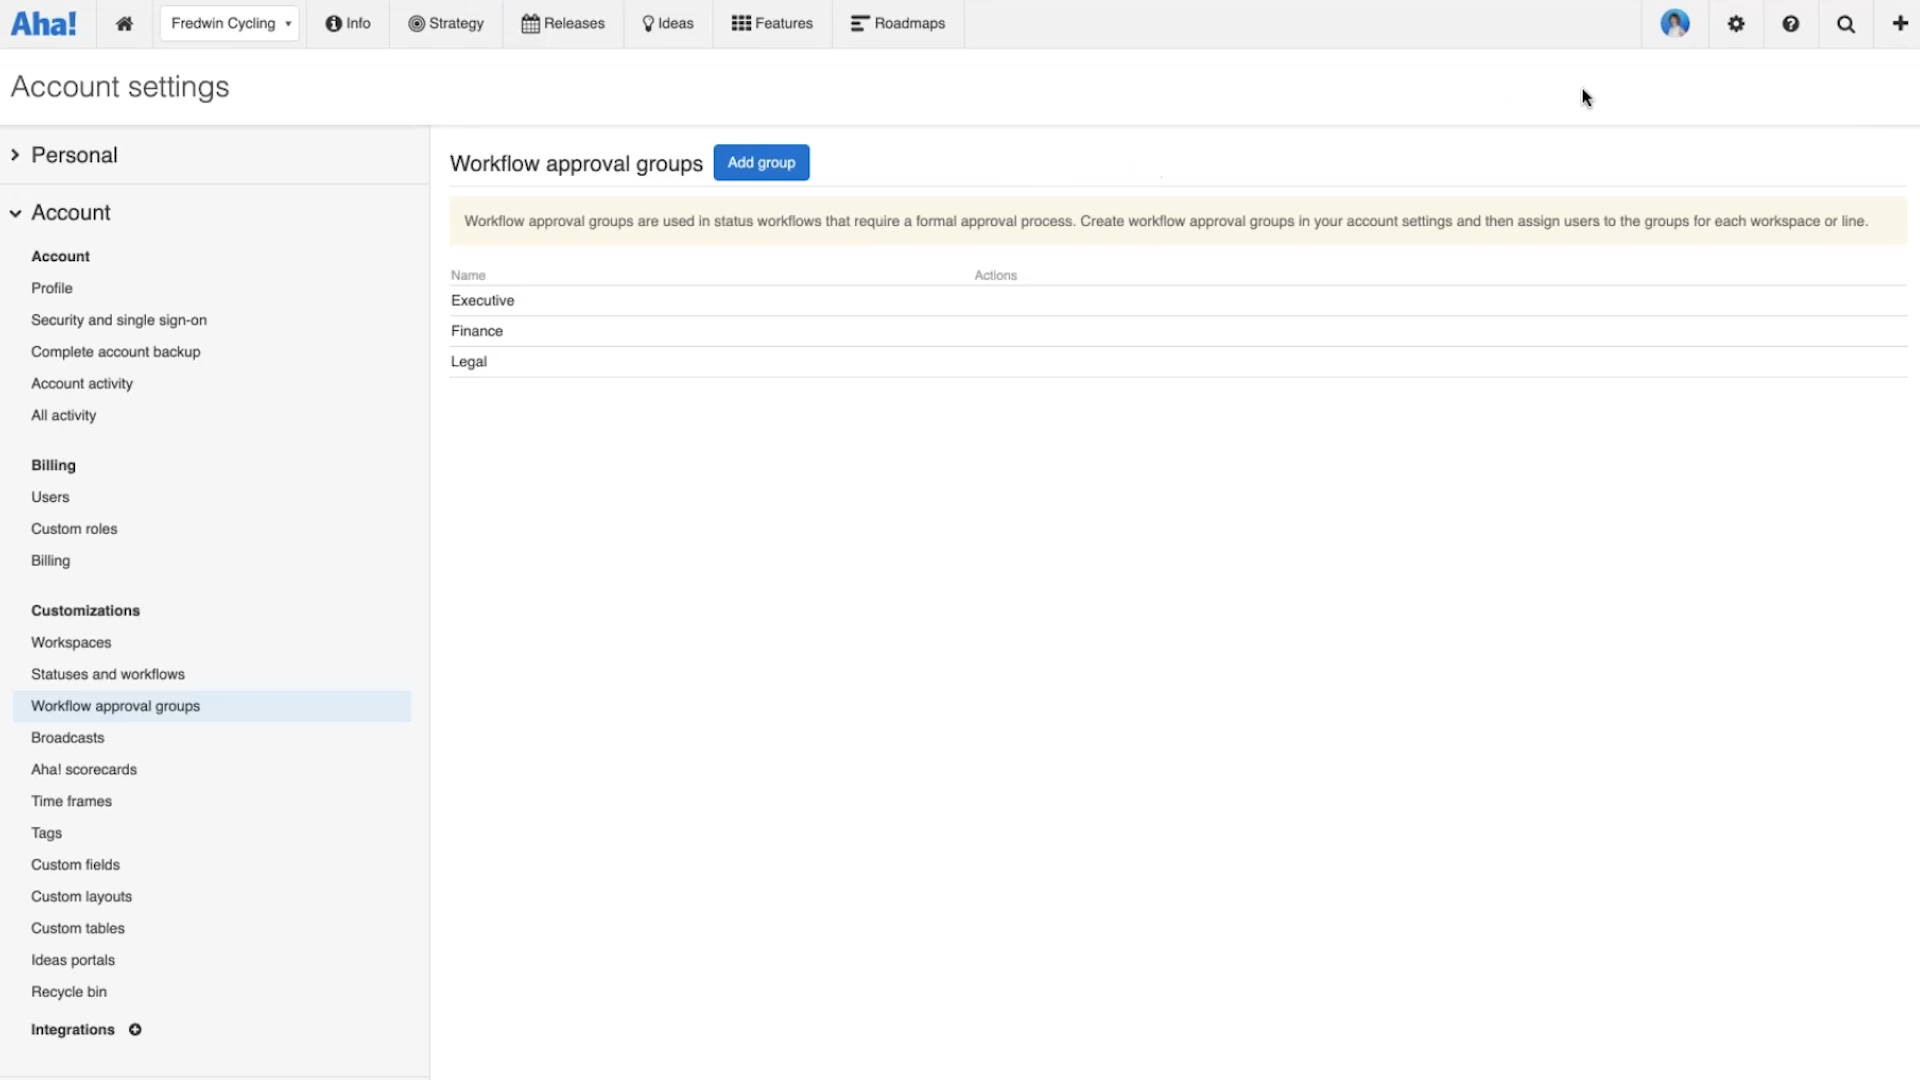 Aha!
Fredwin Cycling
Info
Strategy
Releases
Ideas
Features
Roadmaps
Account settings
Personal
Account
Account
Profile
Security and single sign-on
Complete account backup
Account activity
All activity
Billing
Users
Custom roles
Billing
Customizations
Workspaces
Statuses and workflows
Workflow approval groups
Broadcasts
Aha! scorecards
Time frames
Tags
Custom fields
Custom layouts
Custom tables
Ideas portals
Recycle bin
Integrations
Workflow approval groups Add group
Workflow approval groups are used in status workflows that require a formal approval process. Create workflow approval groups in your account settings and then assign users to the groups for each workspace or line.
Name Actions
Executive
Finance
Legal